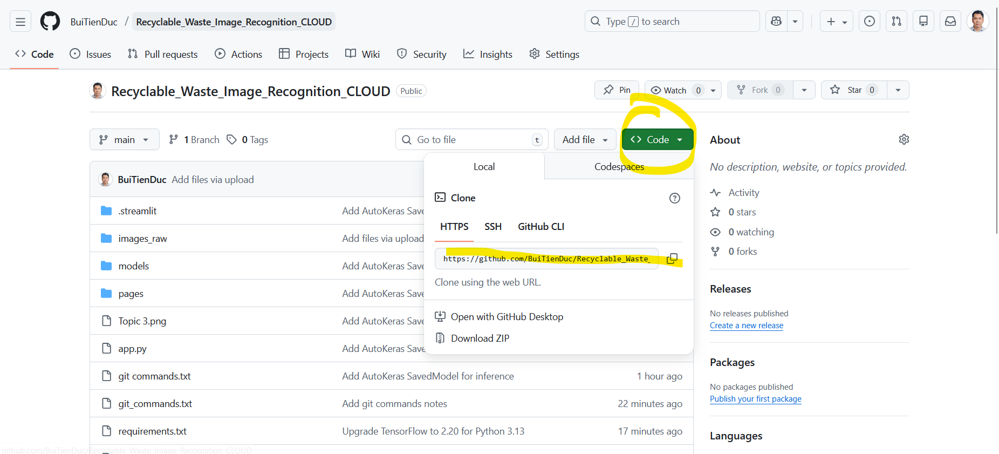 BuiTienDuc / Recyclable_Waste_Image_Recognition_CLOUD
Type / to search
Code
Issues
Pull requests
Actions
Projects
Wiki
Security
Insights
Settings
Recyclable_Waste_Image_Recognition_CLOUD
Public
Pin
Watch 0
Fork 0
Star 0
main
1 Branch
0 Tags
Go to file t
Add file
Code
Local
Codespaces
Clone
HTTPS
SSH
GitHub CLI
https://github.com/BuiTienDuc/Recyclable_Waste_
Clone using the web URL.
Open with GitHub Desktop
Download ZIP
BuiTienDuc Add files via upload
.streamlit Add AutoKeras Save
images_raw Add files via upload
models Add AutoKeras Save
pages Add AutoKeras Save
Topic 3.png Add AutoKeras Save
app.py Add AutoKeras Save
git commands.txt Add AutoKeras SavedModel for inference 1 hour ago
git_commands.txt Add git commands notes 22 minutes ago
requirements.txt Upgrade TensorFlow to 2.20 for Python 3.13 17 minutes ago
About
No description, website, or topics provided.
Activity
0 stars
0 watching
0 forks
Releases
No releases published
Create a new release
Packages
No packages published
Publish your first package
Languages
github.com/BuiTienDuc/Recyclable_Waste_Image_Recognition_CLOUD